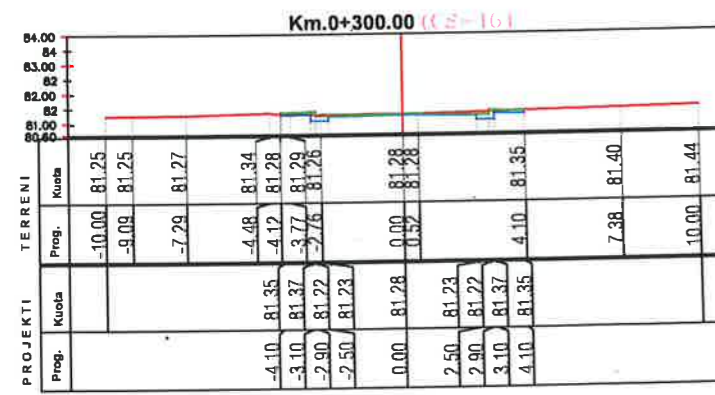 Km.0+300.00 (CS-16)
84.00
84
83.00
82
82.00
82
81.00
80.50
TERRENI
Kuota 81.25 81.25 81.27 81.34 81.28 81.29 81.26 81.28 81.28 81.35 81.40 81.44
Prog. -10.00 -9.09 -7.29 -4.48 -4.12 -3.77 -2.76 0.00 0.52 4.10 7.38 10.00
PROJEKTI
Kuota 81.35 81.37 81.22 81.23 81.28 81.23 81.22 81.37 81.35
Prog. -4.10 -3.10 -2.90 -2.50 0.00 2.50 2.90 3.10 4.10